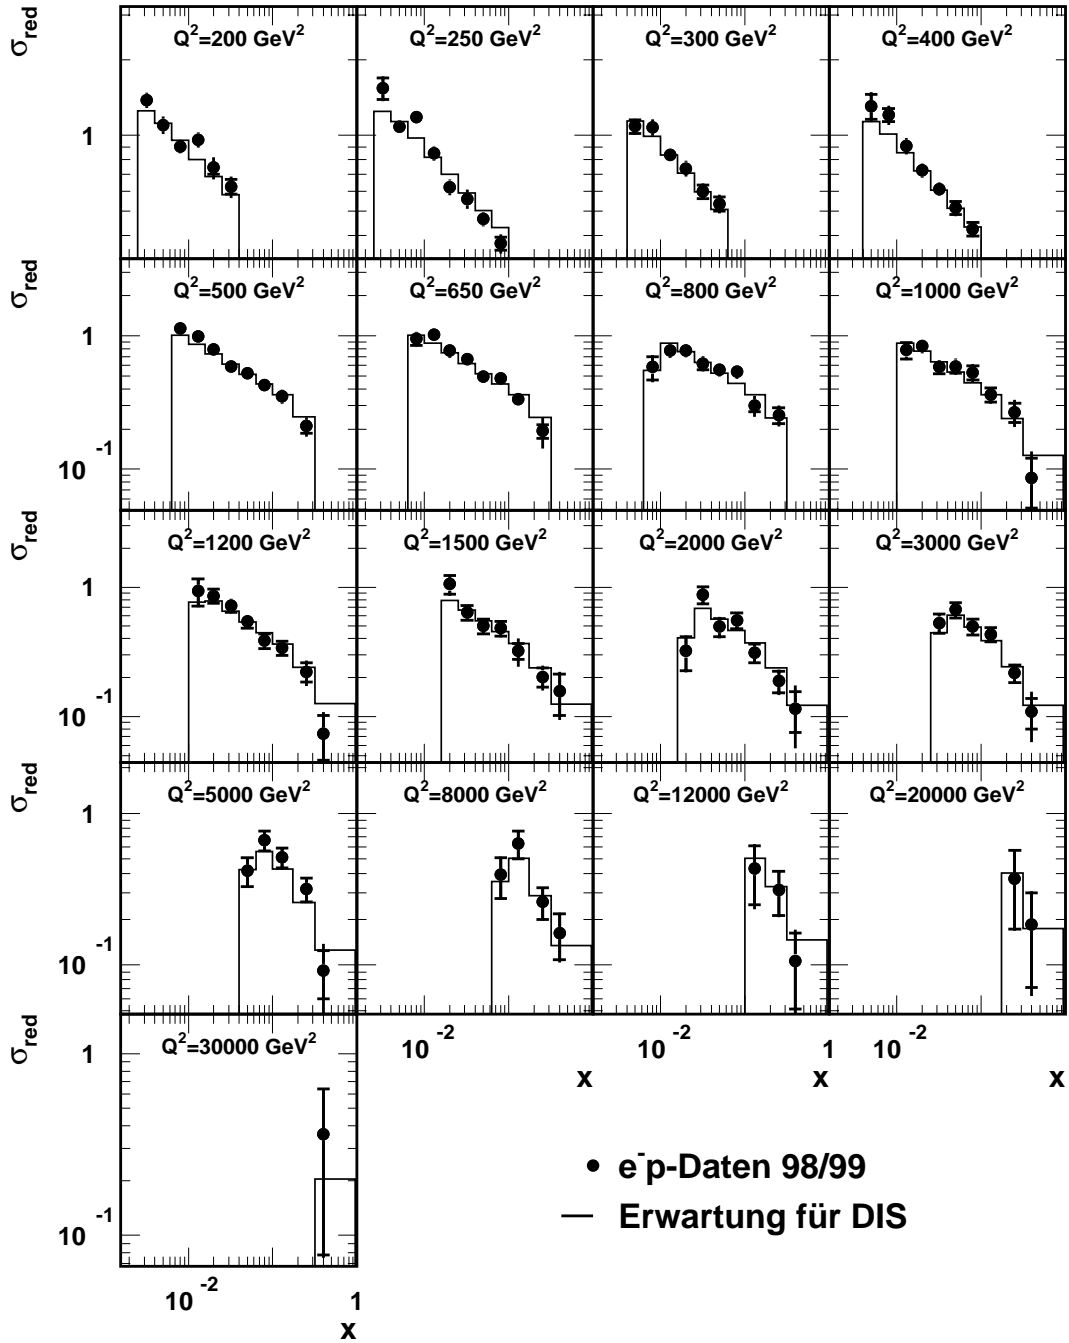 σred
Q²=200 GeV²
Q²=250 GeV²
Q²=300 GeV²
Q²=400 GeV²
1
σred
Q²=500 GeV²
Q²=650 GeV²
Q²=800 GeV²
Q²=1000 GeV²
1
10⁻¹
σred
Q²=1200 GeV²
Q²=1500 GeV²
Q²=2000 GeV²
Q²=3000 GeV²
1
10⁻¹
σred
Q²=5000 GeV²
Q²=8000 GeV²
Q²=12000 GeV²
Q²=20000 GeV²
1
10⁻¹
σred
Q²=30000 GeV²
10⁻² 10⁻² 1 10⁻²
x x x
1
e⁻p-Daten 98/99
Erwartung für DIS
10⁻¹
10⁻² 1
x